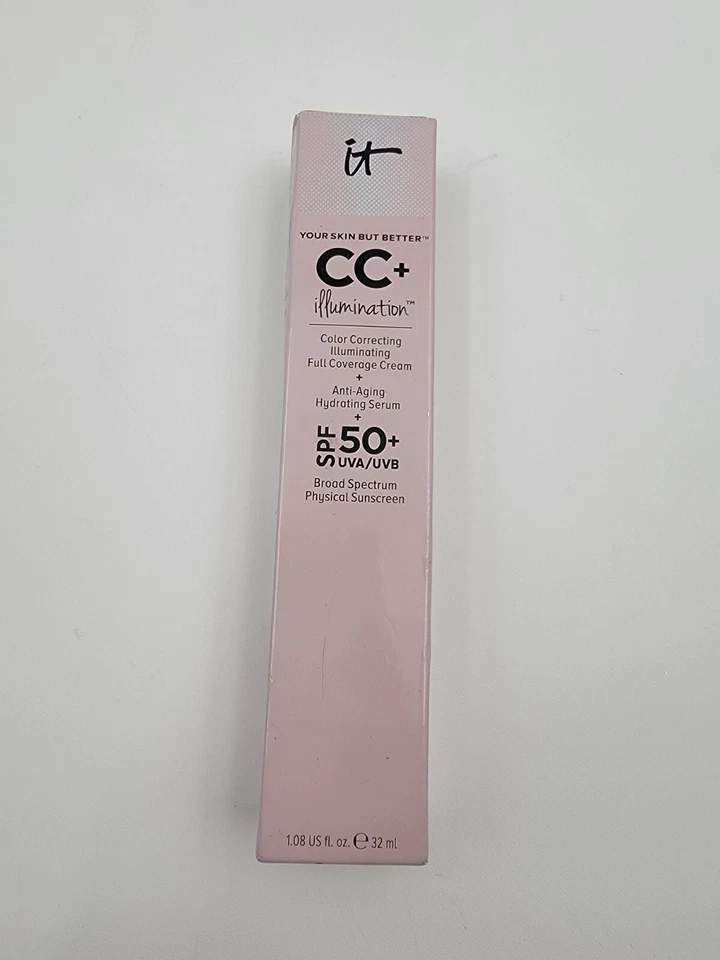 it
YOUR SKIN BUT BETTER™
CC+
illumination™
Color Correcting
Illuminating
Full Coverage Cream
+
Anti-Aging
Hydrating Serum
+
SPF 50+
UVA/UVB
Broad Spectrum
Physical Sunscreen
1.08 US fl. oz. ℮ 32 ml